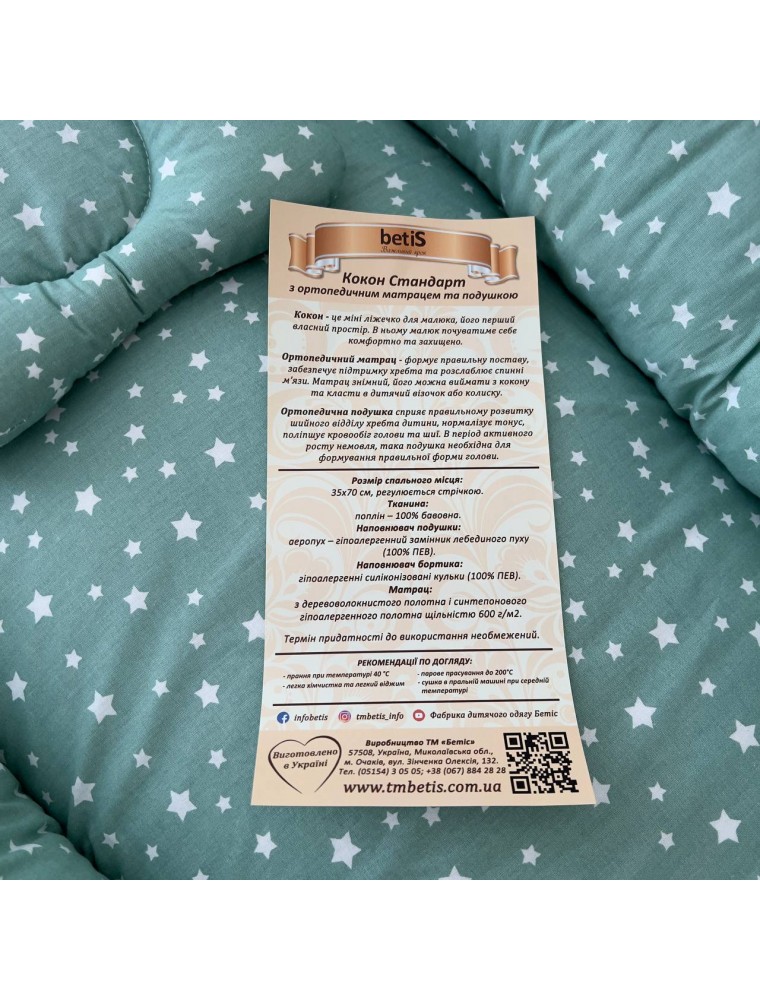 betiS
Кокон Стандарт
з ортопедичним матрацем та подушкою
Кокон - це міні ліжечко для малюка, його перший
власний простір. В ньому малюк почуватиме себе
комфортно та захищено.
Ортопедичний матрац - формує правильну поставу,
забезпечує підтримку хребта та розслаблює спинні
м'язи. Матрац знімний, його можна виймати з кокону
та класти в дитячий візочок або колиску.
Ортопедична подушка сприяє правильному розвитку
шийного відділу хребта дитини, нормалізує тонус,
поліпшує кровообіг голови та шиї. В період активного
росту немовля, така подушка необхідна для
формування правильної форми голови.
Розмір спального місця:
35х70 см, регулюється стрічкою.
Тканина:
поплін – 100% бавовна.
Наповнювач подушки:
аеропух – гіпоалергенний замінник лебединого пуху
(100% ПЕВ).
Наповнювач бортика:
гіпоалергенні силіконізовані кульки (100% ПЕВ).
Матрац:
з деревоволокнистого полотна і синтепонового
гіпоалергенного полотна щільністю 600 г/м2.
Термін придатності до використання необмежений.
РЕКОМЕНДАЦІЇ ПО ДОГЛЯДУ:
- прання при температурі 40 °С
- легка хімчистка та легкий віджим
- парове прасування до 200°С
- сушка в пральній машині при середній
температурі
infobetis tmbetis_info Фабрика дитячого одягу Бетіс
Виготовлено
в Україні
Виробництво ТМ «Бетіс»
57508, Україна, Миколаївська обл.,
м. Очаків, вул. Зінченка Олексія, 132.
Тел. (05154) 3 05 05; +38 (067) 884 28 28
www.tmbetis.com.ua